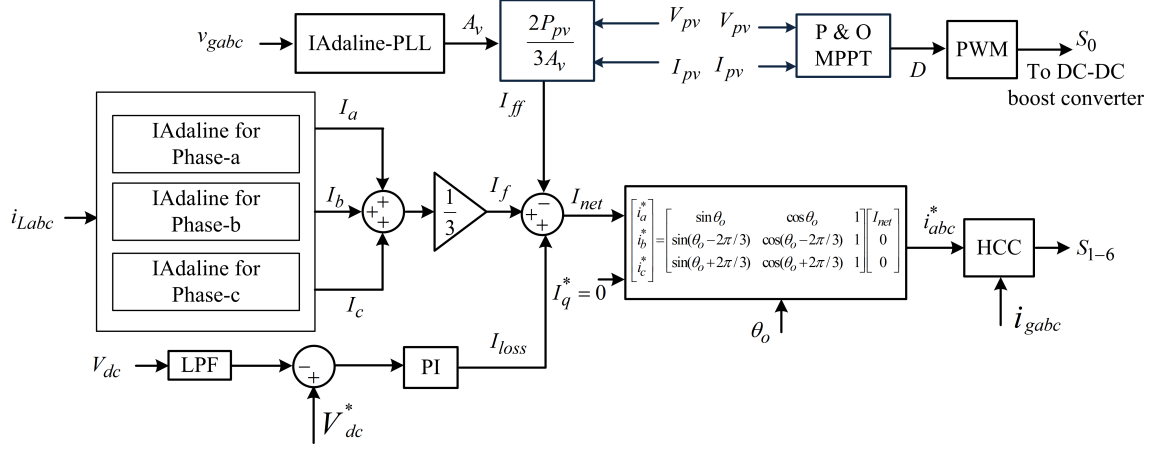 v_gabc
IAdaline-PLL
A_v
2P_pv
3A_v
V_pv
I_pv
V_pv
I_pv
P & O
MPPT
D
PWM
S_0
To DC-DC
boost converter
i_Labc
IAdaline for
Phase-a
IAdaline for
Phase-b
IAdaline for
Phase-c
I_a
I_b
I_c
+
+
+
1
3
I_f
I_ff
−
+
+
I_net
I_q^* = 0
i_a^* sinθ_o cosθ_o 1 I_net
i_b^* = sin(θ_o−2π/3) cos(θ_o−2π/3) 1 0
i_c^* sin(θ_o+2π/3) cos(θ_o+2π/3) 1 0
θ_o
i_abc^*
HCC
S_1−6
i_gabc
V_dc
LPF
−
+
V_dc^*
PI
I_loss